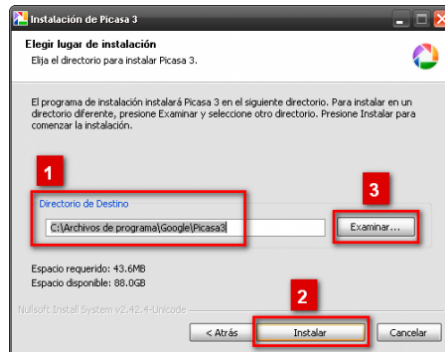 Instalación de Picasa 3
Elegir lugar de instalación
Elija el directorio para instalar Picasa 3.
El programa de instalación instalará Picasa 3 en el siguiente directorio. Para instalar en un
directorio diferente, presione Examinar y seleccione otro directorio. Presione Instalar para
comenzar la instalación.
1
3
Directorio de Destino
C:\Archivos de programa\Google\Picasa3
Examinar...
Espacio requerido: 43.6MB
Espacio disponible: 88.0GB
2
Nullsoft Install System v2.42.4-Unicode
< Atrás
Instalar
Cancelar